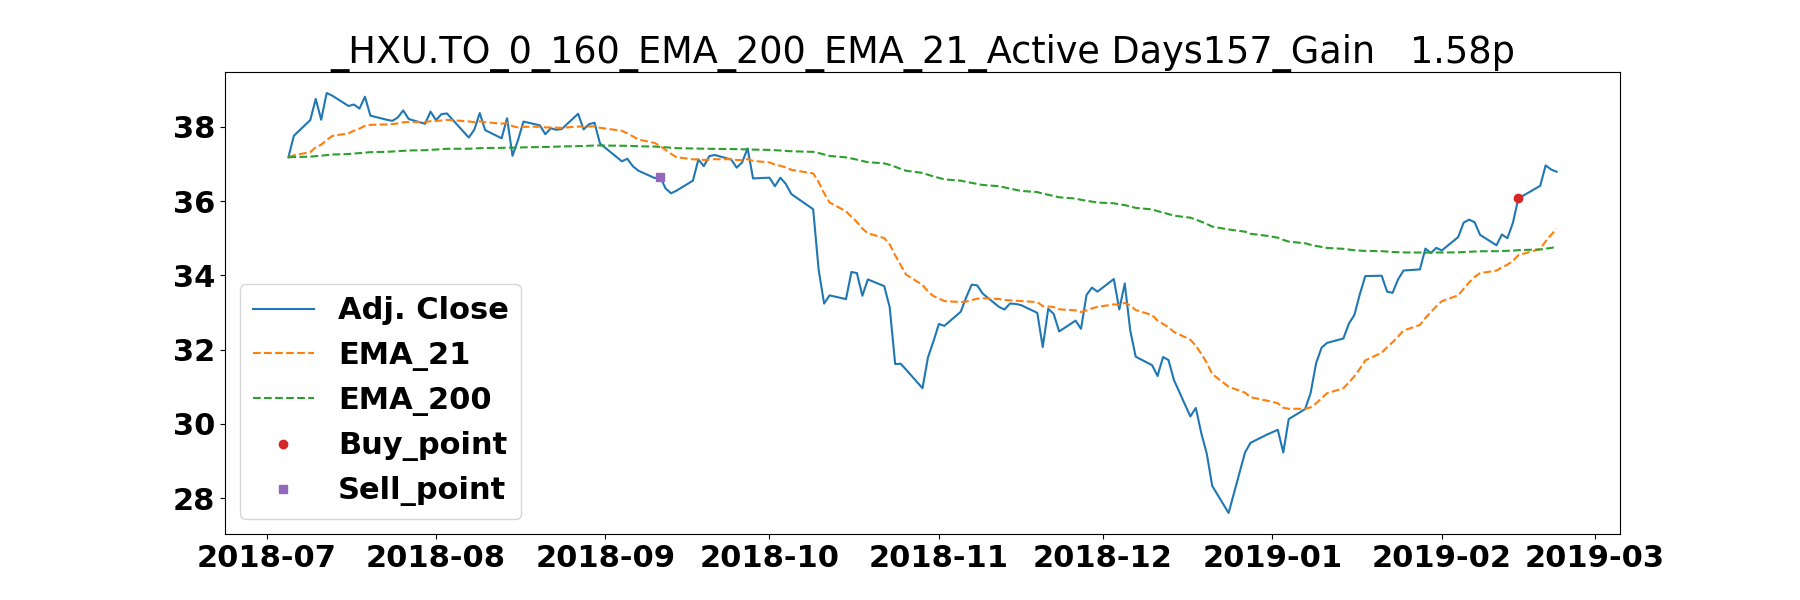 _HXU.TO_0_160_EMA_200_EMA_21_Active Days157_Gain   1.58p
38
36
34
32
30
28
Adj. Close
EMA_21
EMA_200
Buy_point
Sell_point
2018-07 2018-08 2018-09 2018-10 2018-11 2018-12 2019-01 2019-02 2019-03